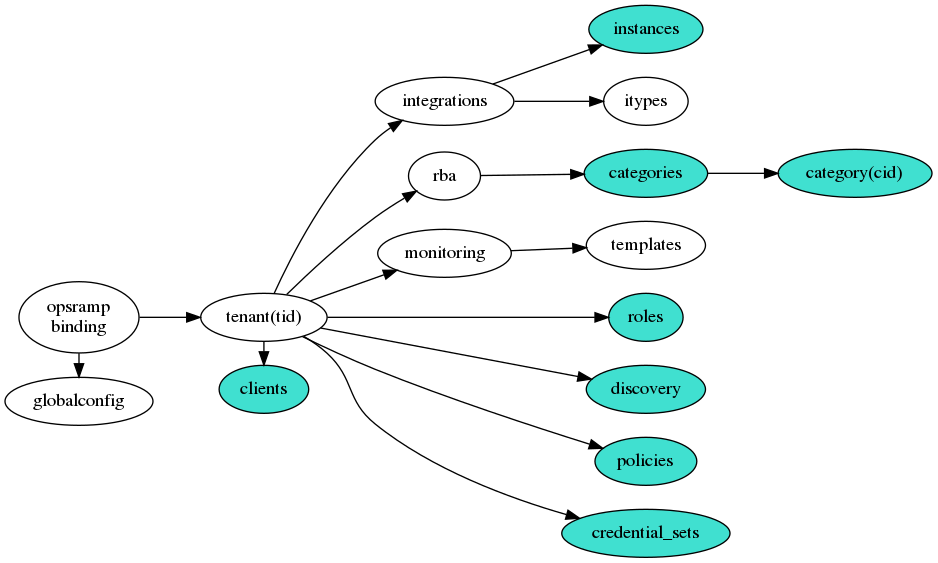 instances
integrations
itypes
rba
categories
category(cid)
monitoring
templates
opsramp
binding
tenant(tid)
roles
globalconfig
clients
discovery
policies
credential_sets